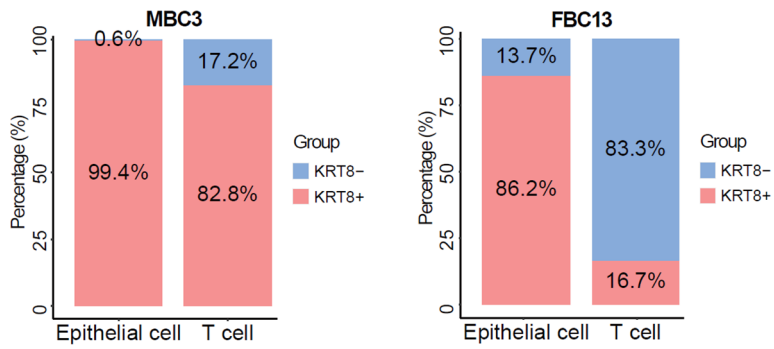 MBC3
Percentage (%)
100
75
50
25
0
0.6%
17.2%
99.4%
82.8%
Epithelial cell
T cell
Group
KRT8−
KRT8+
FBC13
Percentage (%)
100
75
50
25
0
13.7%
83.3%
86.2%
16.7%
Epithelial cell
T cell
Group
KRT8−
KRT8+